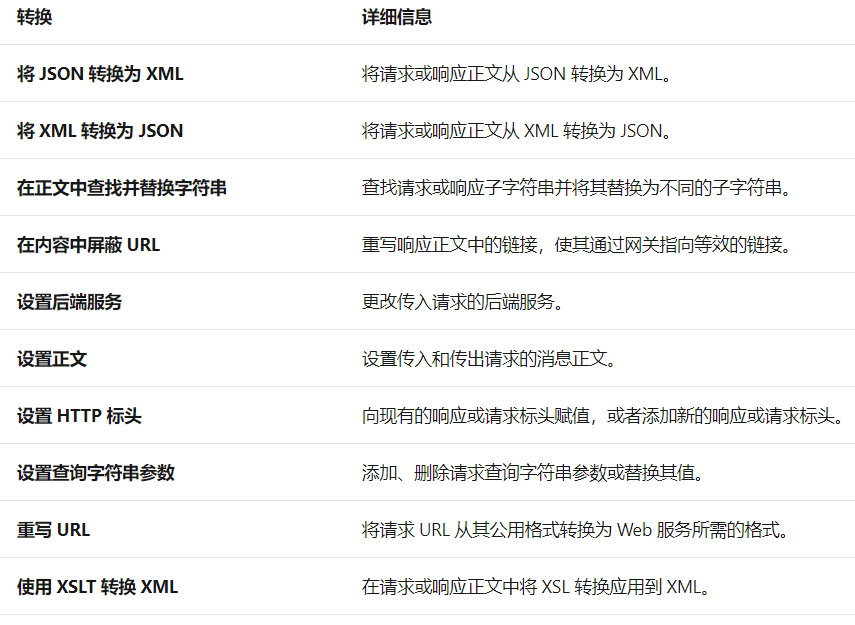 转换 详细信息
将 JSON 转换为 XML 将请求或响应正文从 JSON 转换为 XML。
将 XML 转换为 JSON 将请求或响应正文从 XML 转换为 JSON。
在正文中查找并替换字符串 查找请求或响应子字符串并将其替换为不同的子字符串。
在内容中屏蔽 URL 重写响应正文中的链接，使其通过网关指向等效的链接。
设置后端服务 更改传入请求的后端服务。
设置正文 设置传入和传出请求的消息正文。
设置 HTTP 标头 向现有的响应或请求标头赋值，或者添加新的响应或请求标头。
设置查询字符串参数 添加、删除请求查询字符串参数或替换其值。
重写 URL 将请求 URL 从其公用格式转换为 Web 服务所需的格式。
使用 XSLT 转换 XML 在请求或响应正文中将 XSL 转换应用到 XML。